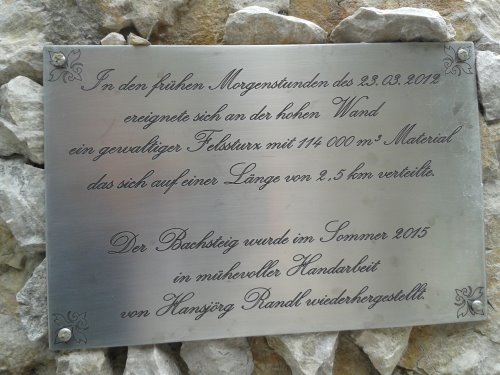 In den frühen Morgenstunden des 23.03.2012
ereignete sich an der hohen Wand
ein gewaltiger Felssturz mit 114 000 m³ Material
das sich auf einer Länge von 2,5 km verteilte.
Der Bachsteig wurde im Sommer 2015
in mühevoller Handarbeit
von Hansjörg Randl wiederhergestellt.